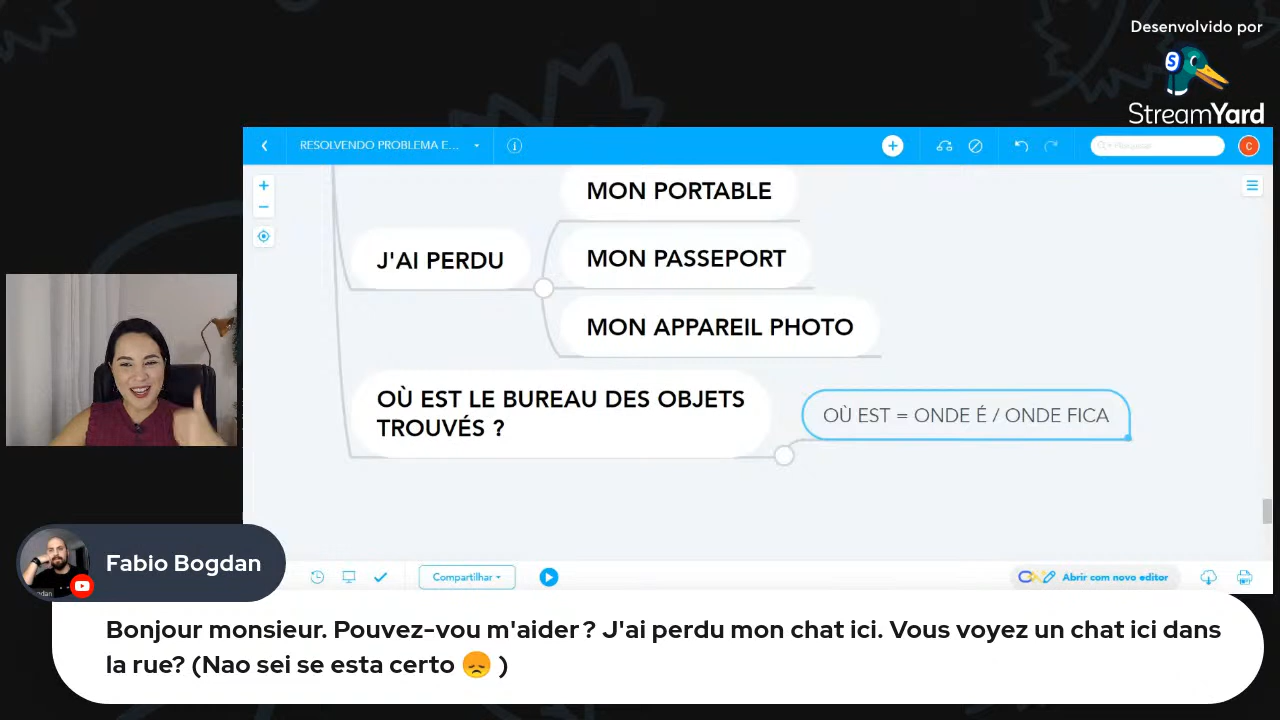 Desenvolvido por
StreamYard
RESOLVENDO PROBLEMA E...
C
MON PORTABLE
J'AI PERDU
MON PASSEPORT
MON APPAREIL PHOTO
OÙ EST LE BUREAU DES OBJETS
TROUVÉS ?
OÙ EST = ONDE É / ONDE FICA
Fabio Bogdan
Compartilhar
Abrir com novo editor
Bonjour monsieur. Pouvez-vou m'aider? J'ai perdu mon chat ici. Vous voyez un chat ici dans
la rue? (Nao sei se esta certo 😞 )